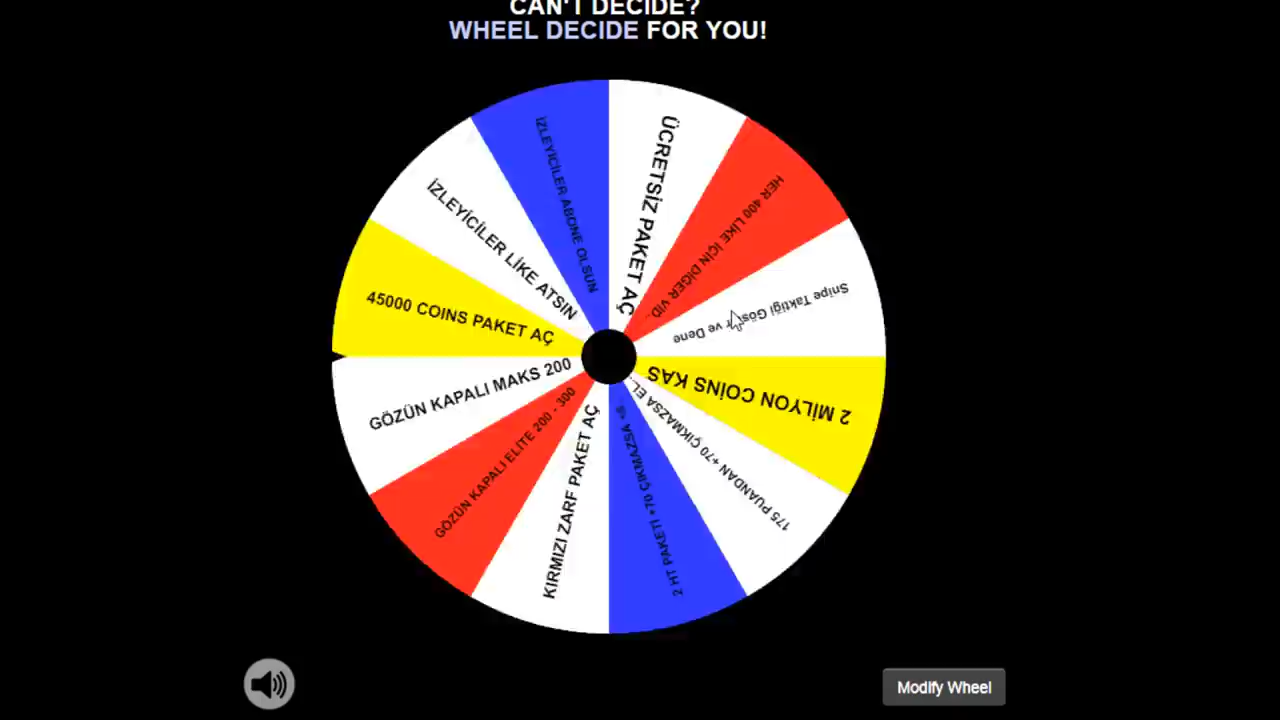 CAN'T DECIDE?
WHEEL DECIDE FOR YOU!
ÜCRETSİZ PAKET AÇ
HER 400 LİKE İÇİN DİGER VİD...
Snipe Taktigi Göster ve Dene
2 MİLYON COİNS KAS
175 PUANDAN +70 ÇIKMAZSA EL...
2 HT PAKETI +70 ÇIKMAZSA +5...
KIRMIZI ZARF PAKET AÇ
GÖZÜN KAPALI ELİTE 200 - 300
GÖZÜN KAPALI MAKS 200
45000 COINS PAKET AÇ
İZLEYİCİLER LİKE ATSIN
İZLEYİCİLER ABONE OLSUN
Modify Wheel